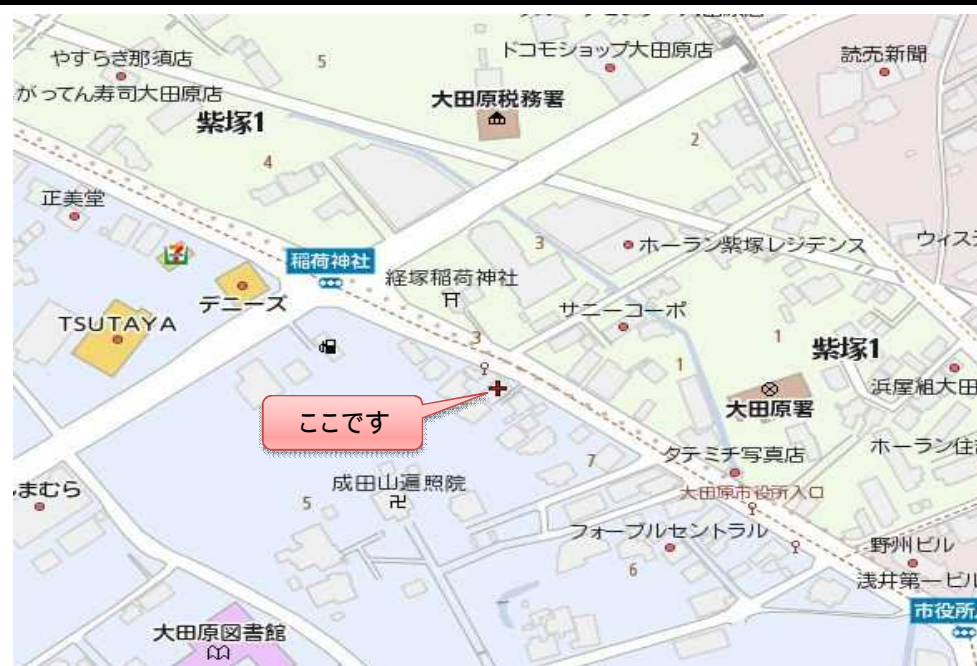 やすらぎ那須店
5
ドコモショップ大田原店
読売新聞
がってん寿司大田原店
大田原税務署
紫塚1
2
4
正美堂
稲荷神社
3
ホーラン紫塚レジデンス
ウィス
経塚稲荷神社
デニーズ
サニーコーポ
TSUTAYA
3
1
1
紫塚1
浜屋組大田
大田原署
ここです
タテミチ写真店
ホーラン住
7
成田山遍照院
しまむら
5
大田原市役所入口
フォーブルセントラル
野州ビル
6
浅井第一ビル
市役所
大田原図書館